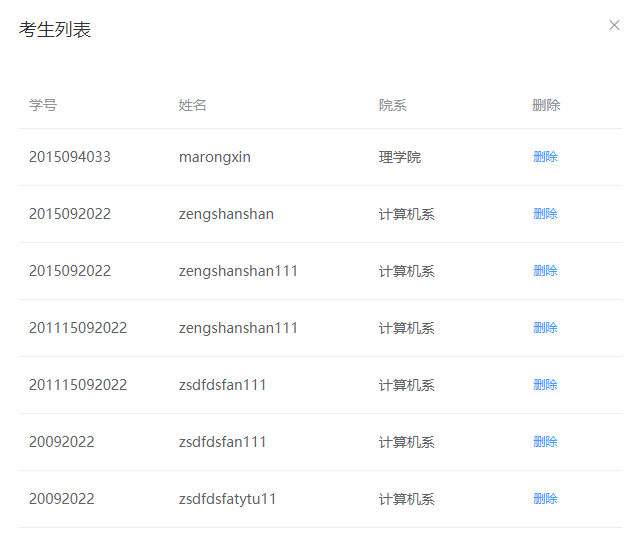 考生列表
学号 姓名 院系 删除
2015094033 marongxin 理学院 删除
2015092022 zengshanshan 计算机系 删除
2015092022 zengshanshan111 计算机系 删除
201115092022 zengshanshan111 计算机系 删除
201115092022 zsdfdsfan111 计算机系 删除
20092022 zsdfdsfan111 计算机系 删除
20092022 zsdfdsfatytu11 计算机系 删除